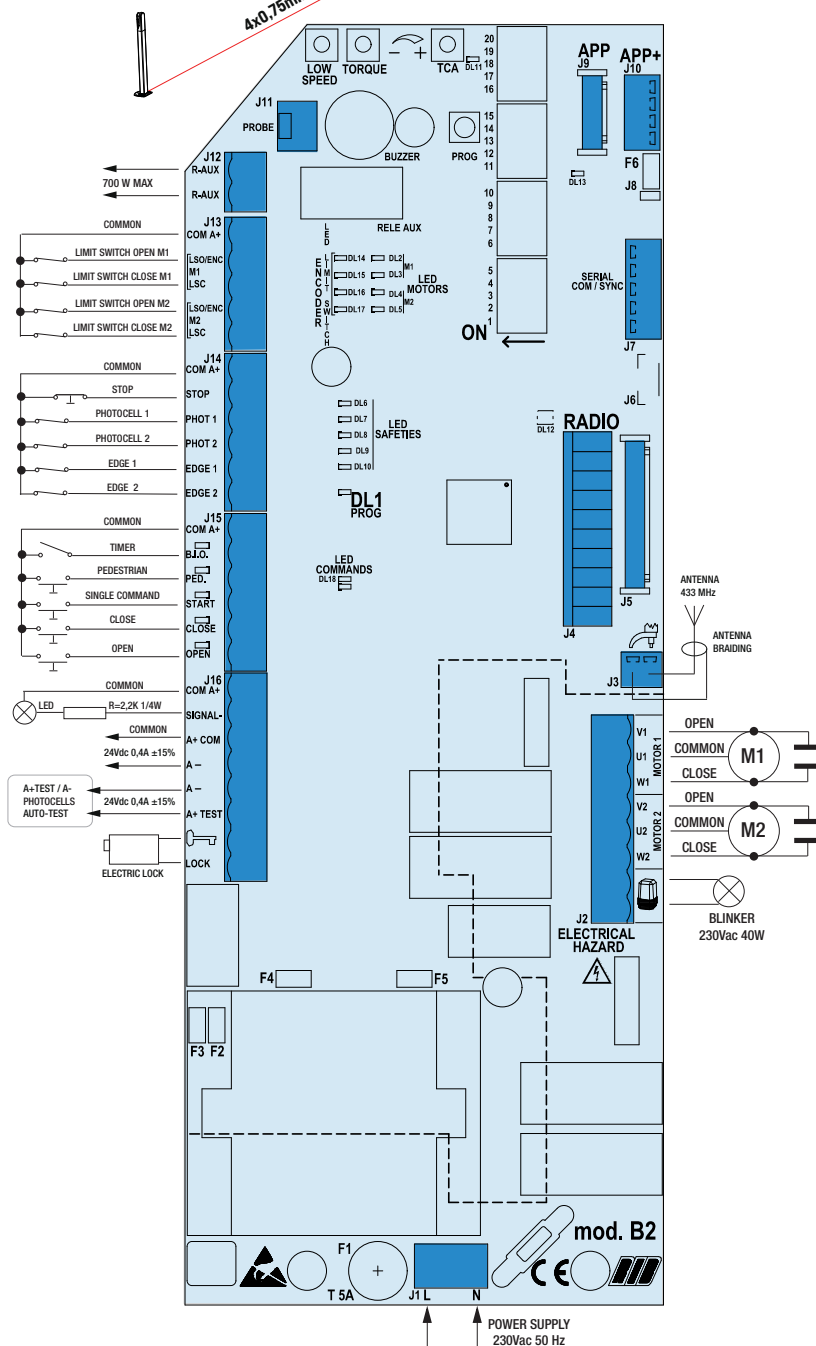 4x0,75m
LOW SPEED
TORQUE
− +
TCA
DL11
20
19
18
17
16
APP
J9
APP+
J10
J11
PROBE
BUZZER
PROG
15
14
13
12
11
DL13
F6
J8
J12
R-AUX
700 W MAX
R-AUX
RELE AUX
10
9
8
7
6
J13
COMMON
COM A+
LIMIT SWITCH OPEN M1
LSO/ENC
M1
LIMIT SWITCH CLOSE M1
LSC
LIMIT SWITCH OPEN M2
LSO/ENC
M2
LIMIT SWITCH CLOSE M2
LSC
LED
LIMIT SWITCH
ENCODER
DL14
DL15
DL16
DL17
DL2
DL3
DL4
DL5
M1
M2
LED MOTORS
5
4
3
2
1
ON
SERIAL COM / SYNC
J7
J6
J14
COMMON
COM A+
STOP
STOP
PHOTOCELL 1
PHOT 1
PHOTOCELL 2
PHOT 2
EDGE 1
EDGE 1
EDGE 2
EDGE 2
DL6
DL7
DL8
DL9
DL10
LED SAFETIES
DL1
PROG
DL12
RADIO
J15
COMMON
COM A+
TIMER
B.I.O.
PEDESTRIAN
PED.
SINGLE COMMAND
START
CLOSE
CLOSE
OPEN
OPEN
LED COMMANDS
DL18
J4
J5
ANTENNA
433 MHz
ANTENNA
BRAIDING
J3
J16
COMMON
COM A+
LED
R=2,2K 1/4W
SIGNAL-
COMMON
A+ COM
24Vdc 0,4A ±15%
A −
A+TEST / A-
PHOTOCELLS
AUTO-TEST
A −
24Vdc 0,4A ±15%
A+ TEST
LOCK
ELECTRIC LOCK
V1
OPEN
U1
COMMON
W1
CLOSE
MOTOR 1
M1
V2
OPEN
U2
COMMON
W2
CLOSE
MOTOR 2
M2
J2
BLINKER
230Vac 40W
ELECTRICAL
HAZARD
F4
F5
F3
F2
mod. B2
F1
T 5A
J1
L
N
CE
POWER SUPPLY
230Vac 50 Hz